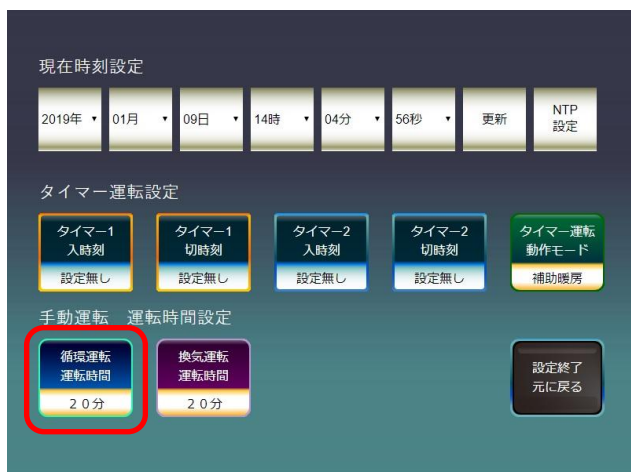 現在時刻設定
2019年 01月 09日 14時 04分 56秒 更新 NTP設定
タイマー運転設定
タイマー1 タイマー1 タイマー2 タイマー2 タイマー運転
入時刻 切時刻 入時刻 切時刻 動作モード
設定無し 設定無し 設定無し 設定無し 補助暖房
手動運転 運転時間設定
循環運転 換気運転
運転時間 運転時間
20分 20分
設定終了
元に戻る